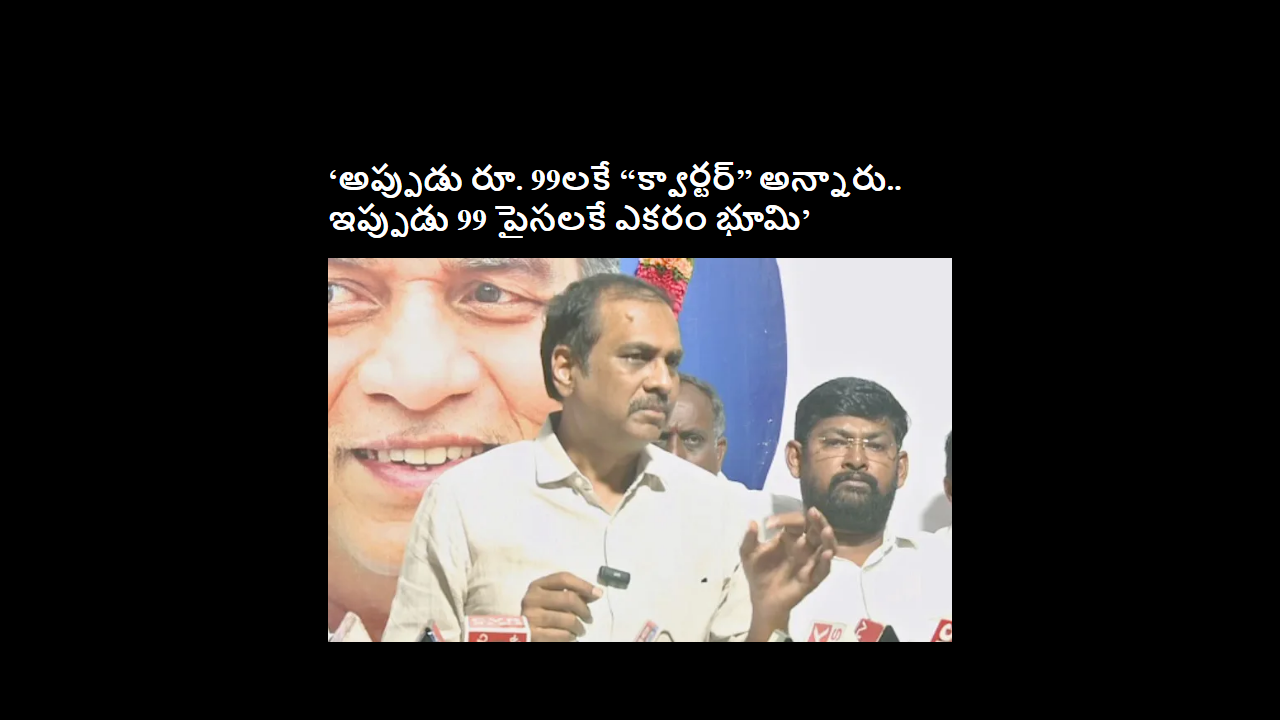 ‘అప్పుడు రూ. 99లకే “క్వార్టర్” అన్నారు..
ఇప్పుడు 99 పైసలకే ఎకరం భూమి’